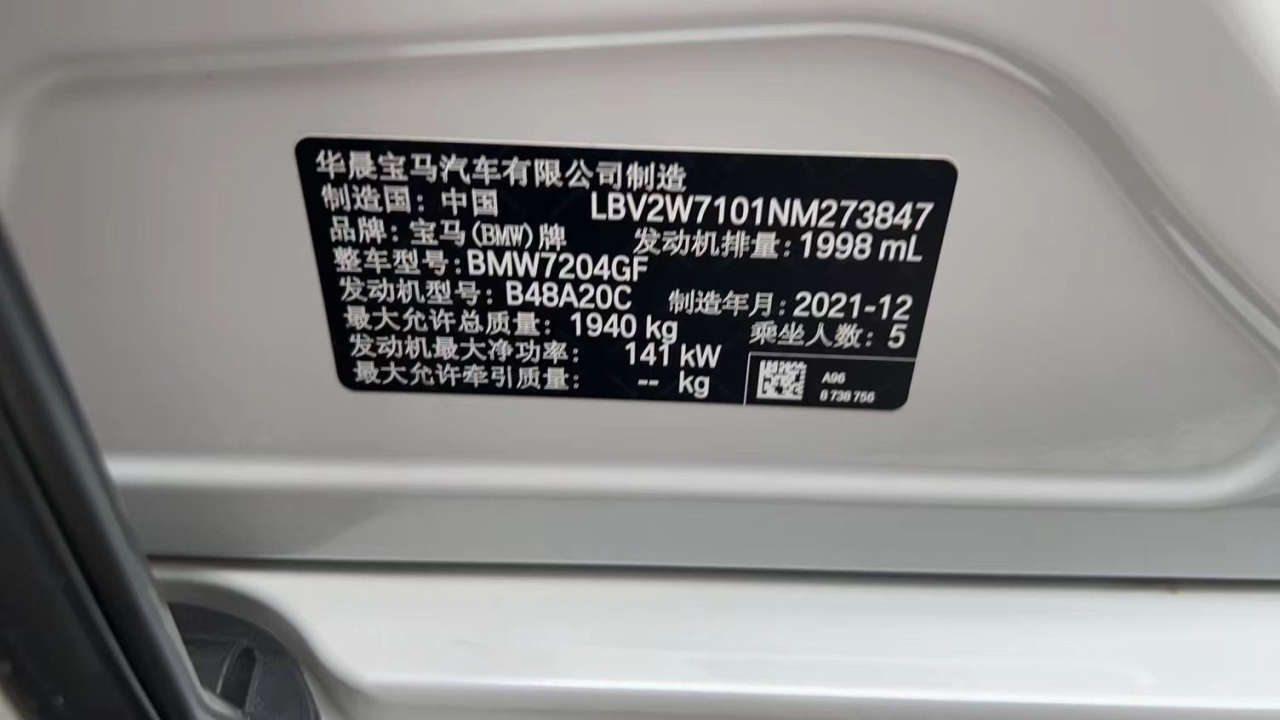 华晨宝马汽车有限公司制造
制造国：中国 LBV2W7101NM273847
品牌：宝马(BMW)牌 发动机排量：1998 mL
整车型号：BMW7204GF
发动机型号：B48A20C 制造年月：2021-12
最大允许总质量：1940 kg 乘坐人数：5
发动机最大净功率：141 kW
最大允许牵引质量：-- kg
A96
8 736 756